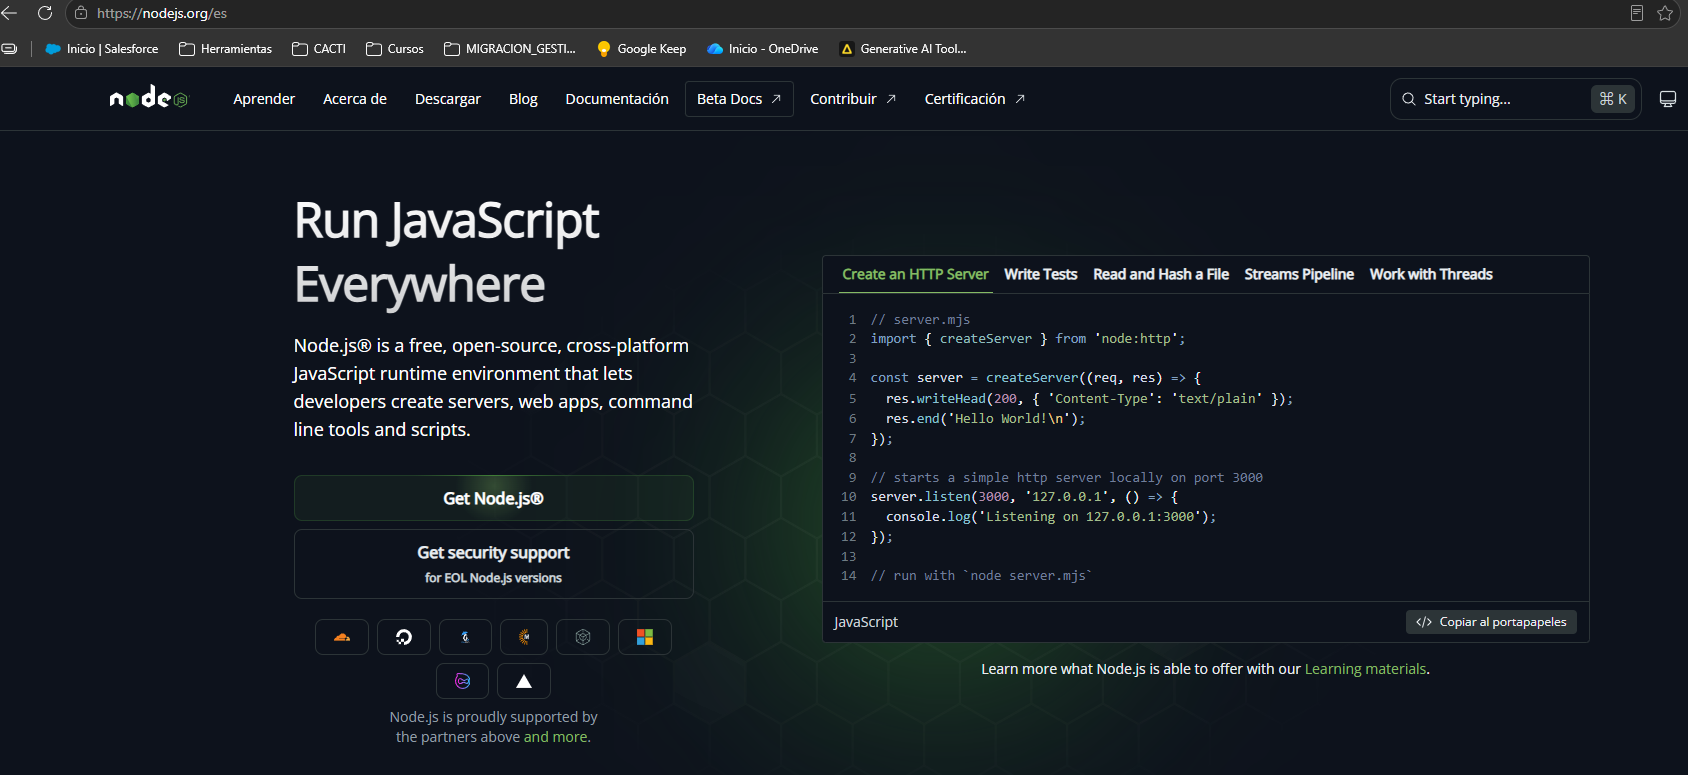 https://nodejs.org/es
Inicio | Salesforce
Herramientas
CACTI
Cursos
MIGRACION_GESTI...
Google Keep
Inicio - OneDrive
Generative AI Tool...
node
JS
Aprender
Acerca de
Descargar
Blog
Documentación
Beta Docs ↗
Contribuir ↗
Certificación ↗
Start typing...
⌘ K
Run JavaScript
Everywhere
Node.js® is a free, open-source, cross-platform
JavaScript runtime environment that lets
developers create servers, web apps, command
line tools and scripts.
Get Node.js®
Get security support
for EOL Node.js versions
Node.js is proudly supported by
the partners above and more.
Create an HTTP Server
Write Tests
Read and Hash a File
Streams Pipeline
Work with Threads
1 // server.mjs
2 import { createServer } from 'node:http';
3
4 const server = createServer((req, res) => {
5   res.writeHead(200, { 'Content-Type': 'text/plain' });
6   res.end('Hello World!\n');
7 });
8
9 // starts a simple http server locally on port 3000
10 server.listen(3000, '127.0.0.1', () => {
11   console.log('Listening on 127.0.0.1:3000');
12 });
13
14 // run with `node server.mjs`
JavaScript
</> Copiar al portapapeles
Learn more what Node.js is able to offer with our Learning materials.